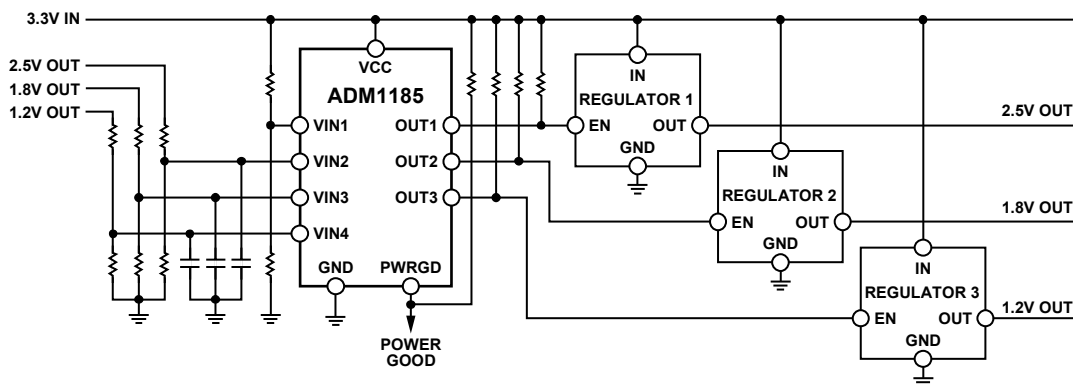 3.3V IN
2.5V OUT
1.8V OUT
1.2V OUT
VCC
ADM1185
VIN1
VIN2
VIN3
VIN4
OUT1
OUT2
OUT3
GND
PWRGD
POWER
GOOD
IN
REGULATOR 1
EN
OUT
GND
2.5V OUT
IN
REGULATOR 2
EN
OUT
GND
1.8V OUT
IN
REGULATOR 3
EN
OUT
GND
1.2V OUT